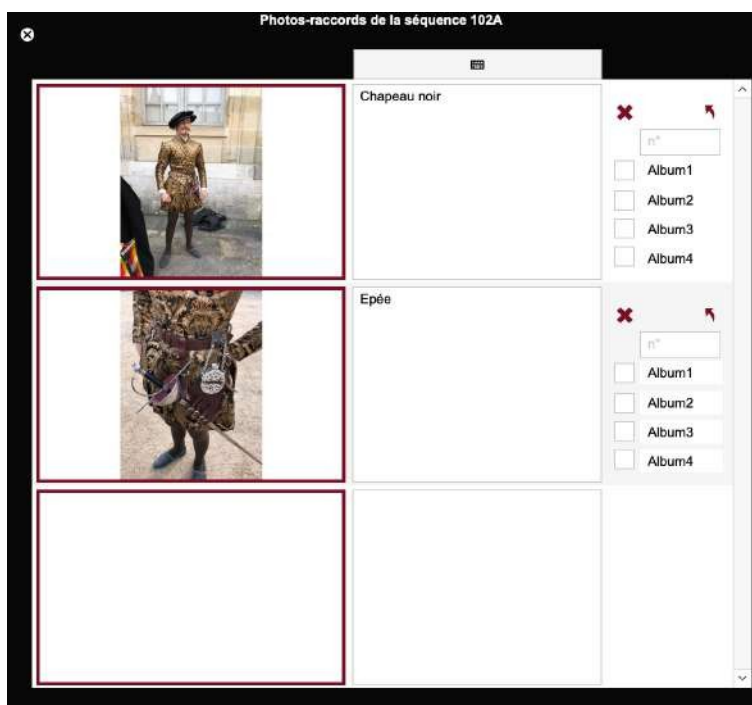 Photos-raccords de la séquence 102A
Chapeau noir
n°
Album1
Album2
Album3
Album4
Epée
n°
Album1
Album2
Album3
Album4